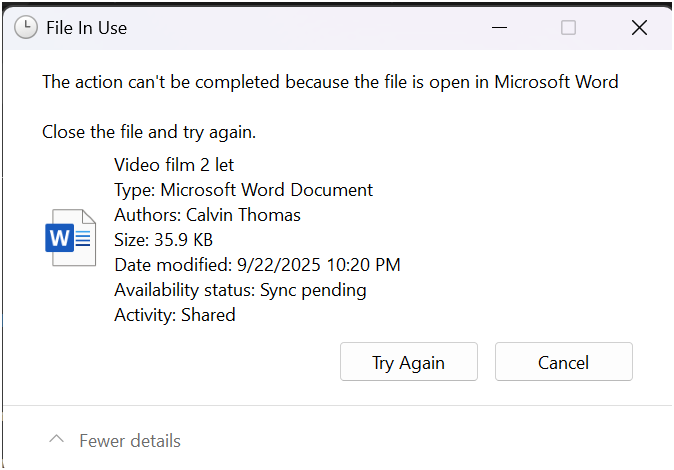 File In Use
The action can't be completed because the file is open in Microsoft Word
Close the file and try again.
Video film 2 let
Type: Microsoft Word Document
Authors: Calvin Thomas
Size: 35.9 KB
Date modified: 9/22/2025 10:20 PM
Availability status: Sync pending
Activity: Shared
W
Try Again Cancel
Fewer details